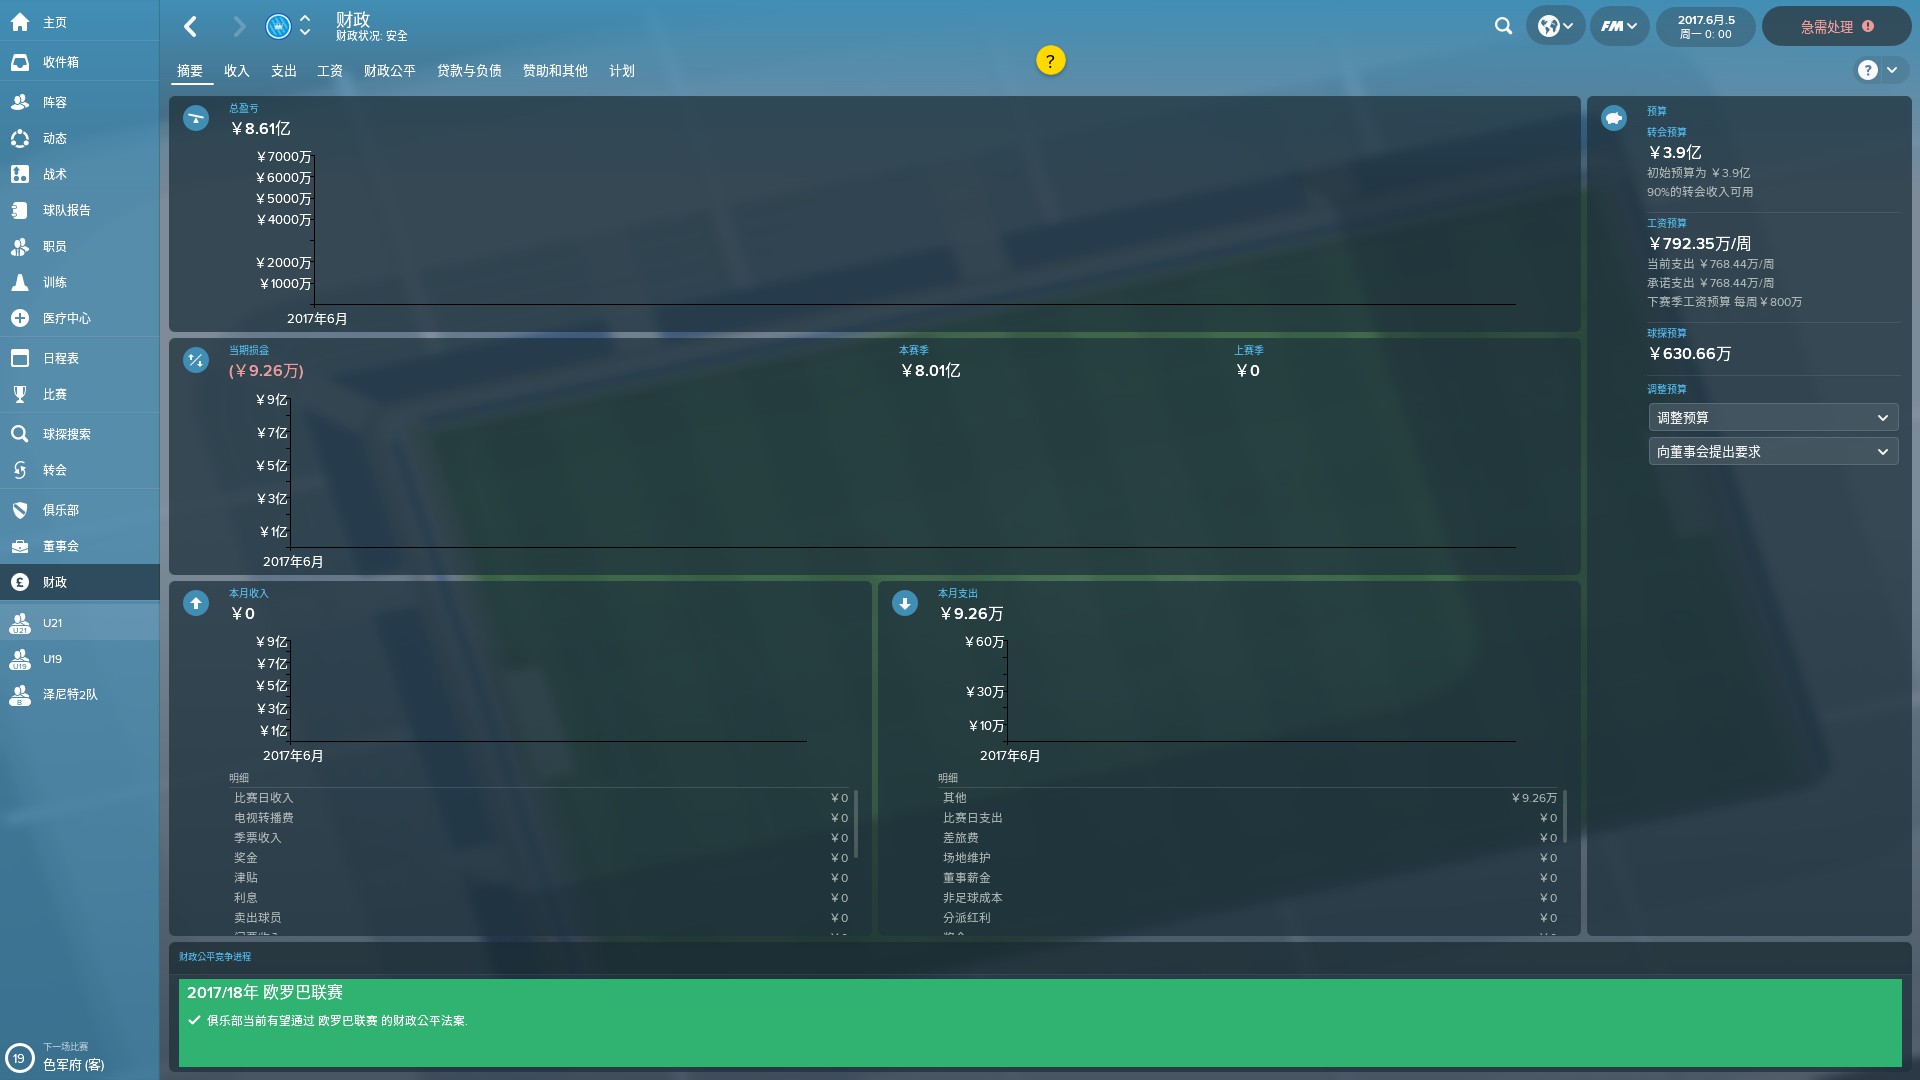 主页
收件箱
阵容
动态
战术
球队报告
职员
训练
医疗中心
日程表
比赛
球探搜索
转会
俱乐部
董事会
财政
U21
U21
U19
U19
B
泽尼特2队
19
下一场比赛
色军府 (客)
财政
财政状况: 安全
FM
2017.6月.5
周一 0: 00
急需处理
摘要 收入 支出 工资 财政公平 贷款与负债 赞助和其他 计划
?
?
总盈亏
￥8.61亿
￥7000万
￥6000万
￥5000万
￥4000万
￥2000万
￥1000万
2017年6月
当期损益
(￥9.26万)
本赛季
￥8.01亿
上赛季
￥0
￥9亿
￥7亿
￥5亿
￥3亿
￥1亿
2017年6月
本月收入
￥0
￥9亿
￥7亿
￥5亿
￥3亿
￥1亿
2017年6月
明细
比赛日收入 ￥0
电视转播费 ￥0
季票收入 ￥0
奖金 ￥0
津贴 ￥0
利息 ￥0
卖出球员 ￥0
本月支出
￥9.26万
￥60万
￥30万
￥10万
2017年6月
明细
其他 ￥9.26万
比赛日支出 ￥0
差旅费 ￥0
场地维护 ￥0
董事薪金 ￥0
非足球成本 ￥0
分派红利 ￥0
预算
转会预算
￥3.9亿
初始预算为 ￥3.9亿
90%的转会收入可用
工资预算
￥792.35万/周
当前支出 ￥768.44万/周
承诺支出 ￥768.44万/周
下赛季工资预算 每周￥800万
球探预算
￥630.66万
调整预算
调整预算
向董事会提出要求
财政公平竞争进程
2017/18年 欧罗巴联赛
俱乐部当前有望通过 欧罗巴联赛 的财政公平法案.